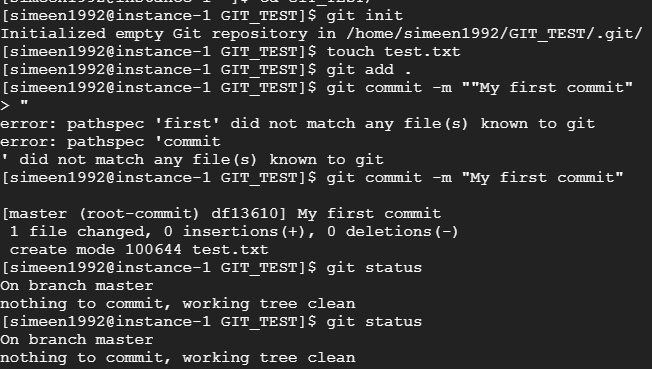 [simeen1992@instance-1 GIT_TEST]$ git init
Initialized empty Git repository in /home/simeen1992/GIT_TEST/.git/
[simeen1992@instance-1 GIT_TEST]$ touch test.txt
[simeen1992@instance-1 GIT_TEST]$ git add .
[simeen1992@instance-1 GIT_TEST]$ git commit -m ""My first commit"
> "
error: pathspec 'first' did not match any file(s) known to git
error: pathspec 'commit
' did not match any file(s) known to git
[simeen1992@instance-1 GIT_TEST]$ git commit -m "My first commit"
[master (root-commit) df13610] My first commit
 1 file changed, 0 insertions(+), 0 deletions(-)
 create mode 100644 test.txt
[simeen1992@instance-1 GIT_TEST]$ git status
On branch master
nothing to commit, working tree clean
[simeen1992@instance-1 GIT_TEST]$ git status
On branch master
nothing to commit, working tree clean